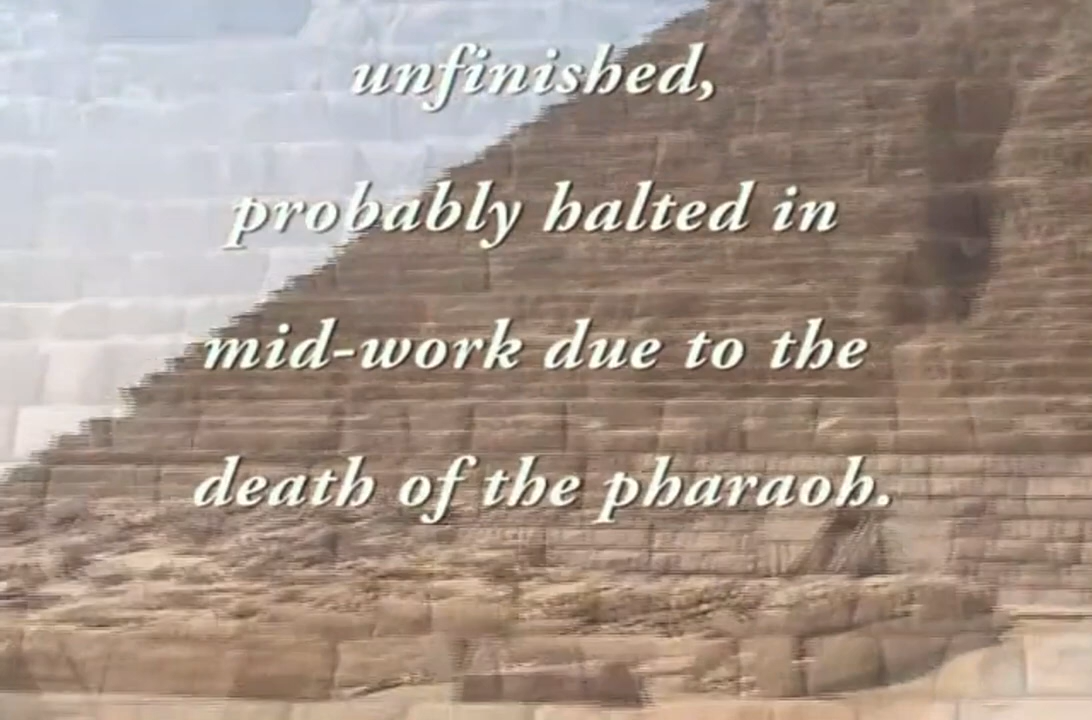 unfinished,
probably halted in
mid-work due to the
death of the pharaoh.